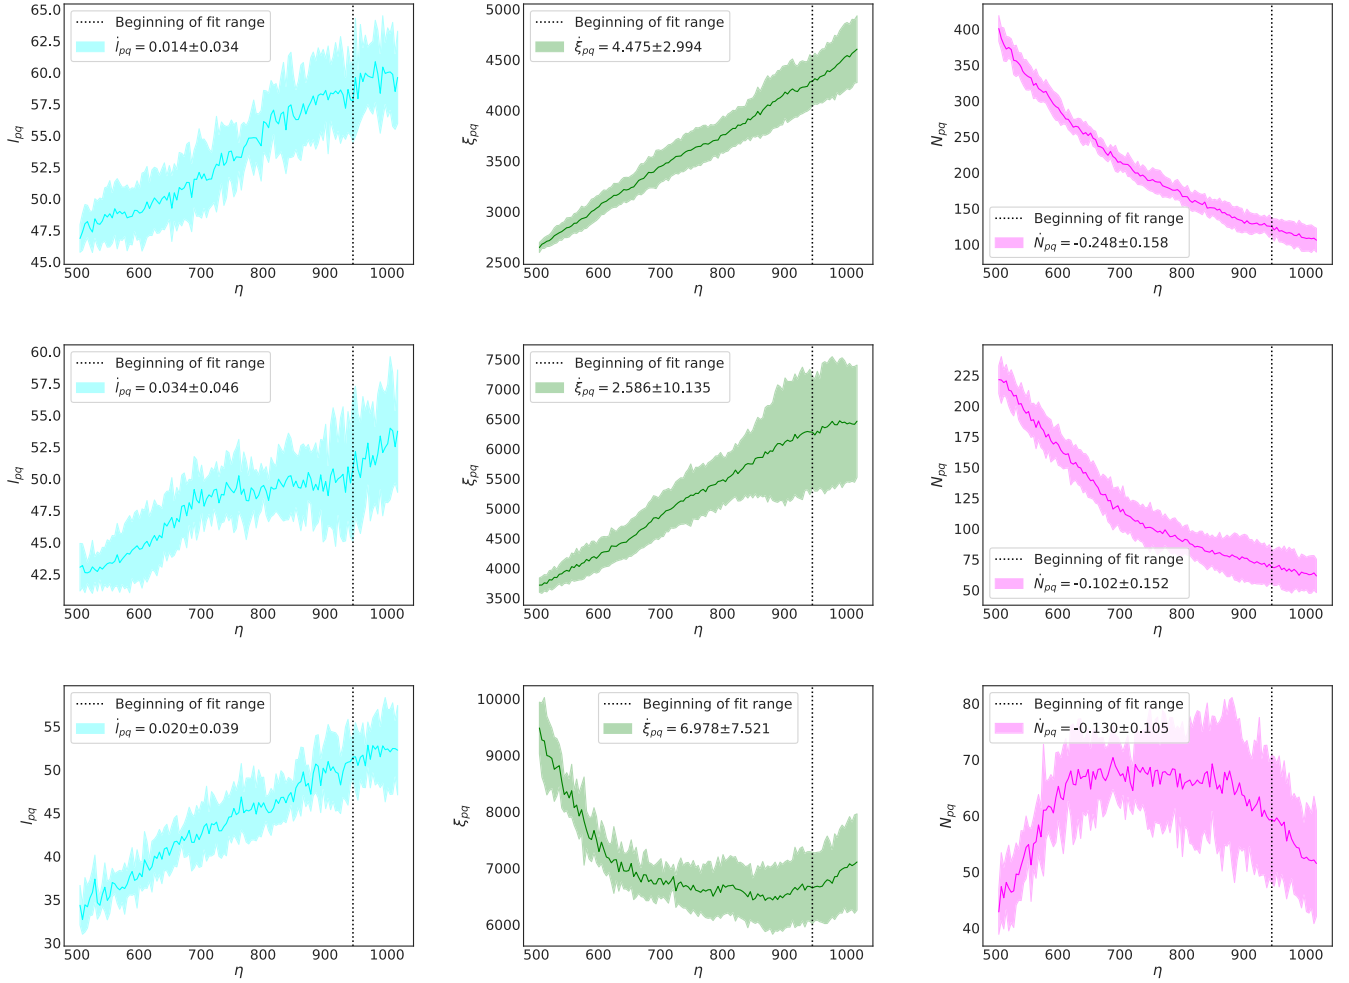 65.0
62.5
60.0
57.5
55.0
52.5
50.0
47.5
45.0
l_pq
500 600 700 800 900 1000
η
Beginning of fit range
l̇_pq = 0.014±0.034
5000
4500
4000
3500
3000
2500
ξ_pq
500 600 700 800 900 1000
η
Beginning of fit range
ξ̇_pq = 4.475±2.994
400
350
300
250
200
150
100
N_pq
500 600 700 800 900 1000
η
Beginning of fit range
Ṅ_pq = -0.248±0.158
60.0
57.5
55.0
52.5
50.0
47.5
45.0
42.5
l_pq
500 600 700 800 900 1000
η
Beginning of fit range
l̇_pq = 0.034±0.046
7500
7000
6500
6000
5500
5000
4500
4000
3500
ξ_pq
500 600 700 800 900 1000
η
Beginning of fit range
ξ̇_pq = 2.586±10.135
225
200
175
150
125
100
75
50
N_pq
500 600 700 800 900 1000
η
Beginning of fit range
Ṅ_pq = -0.102±0.152
55
50
45
40
35
30
l_pq
500 600 700 800 900 1000
η
Beginning of fit range
l̇_pq = 0.020±0.039
10000
9000
8000
7000
6000
ξ_pq
500 600 700 800 900 1000
η
Beginning of fit range
ξ̇_pq = 6.978±7.521
80
70
60
50
40
N_pq
500 600 700 800 900 1000
η
Beginning of fit range
Ṅ_pq = -0.130±0.105